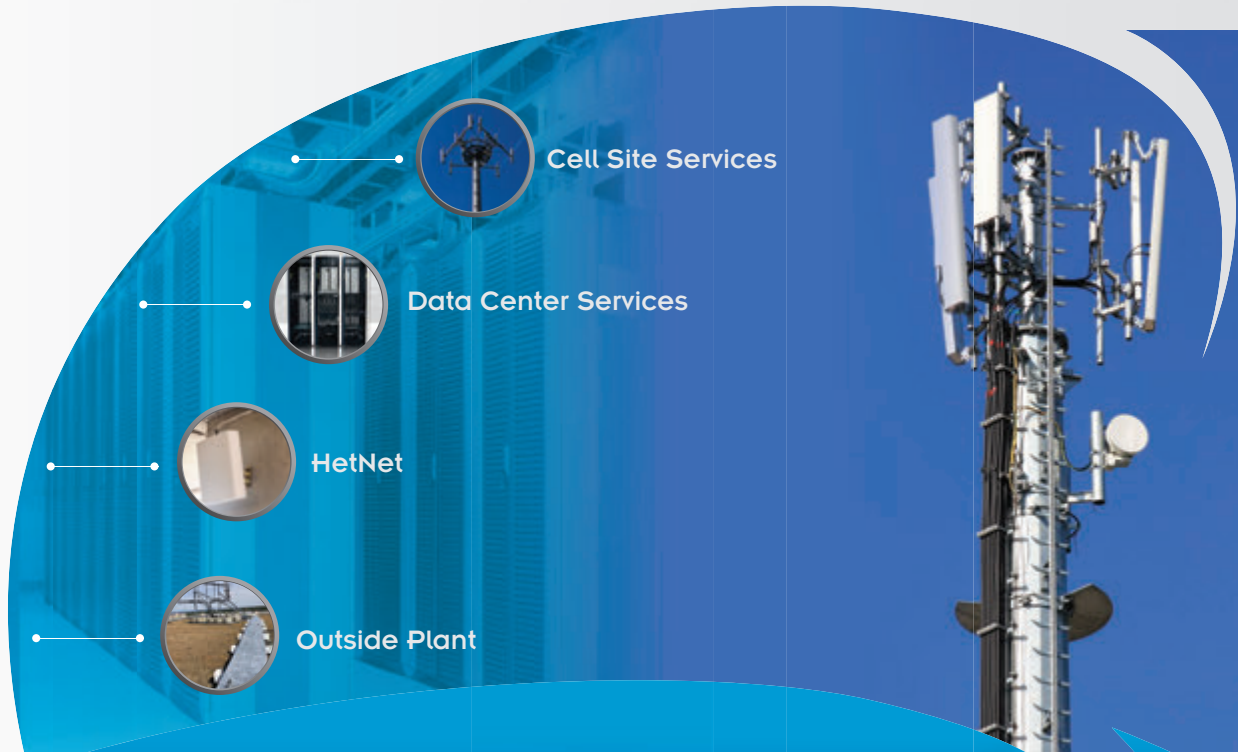 Cell Site Services
Data Center Services
HetNet
Outside Plant